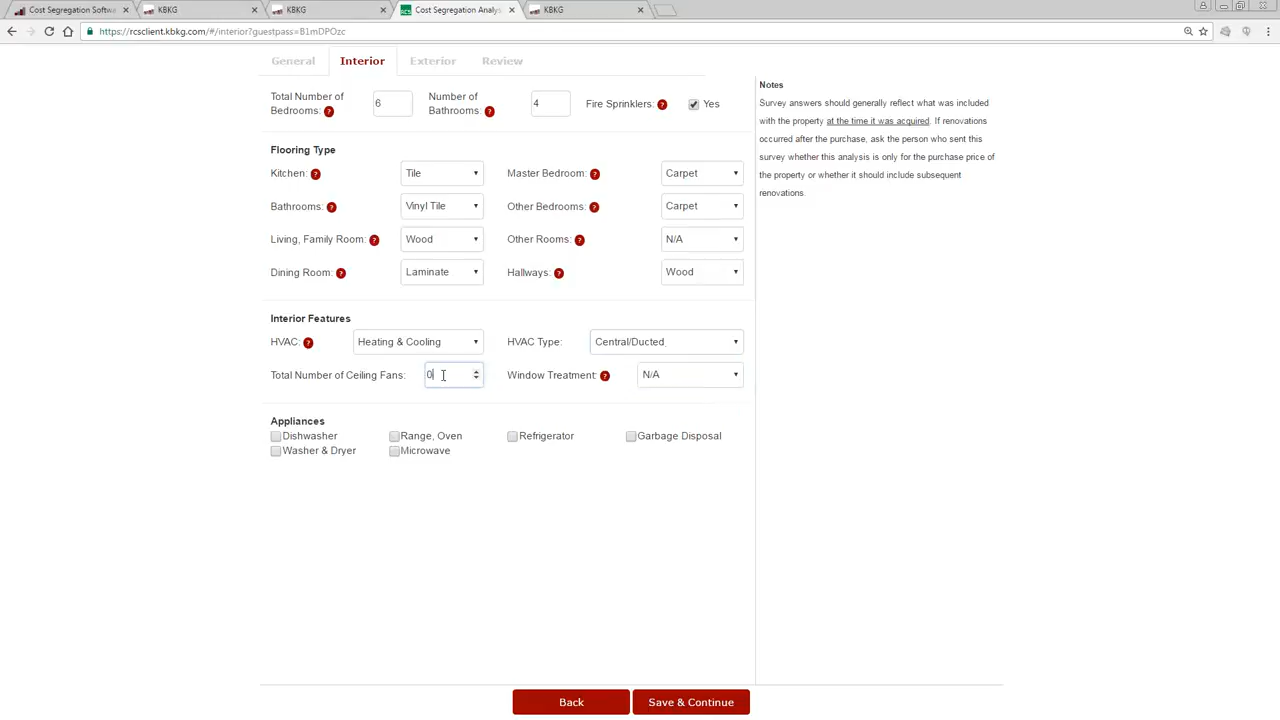 Cost Segregation Softwa
KBKG
KBKG
Cost Segregation Analys
KBKG
https://rcsclient.kbkg.com/#/interior?guestpass=B1mDPOzc
General
Interior
Exterior
Review
Total Number of
Bedrooms: ?
6
Number of
Bathrooms: ?
4
Fire Sprinklers: ? Yes
Flooring Type
Kitchen: ? Tile
Master Bedroom: ? Carpet
Bathrooms: ? Vinyl Tile
Other Bedrooms: ? Carpet
Living, Family Room: ? Wood
Other Rooms: ? N/A
Dining Room: ? Laminate
Hallways: ? Wood
Interior Features
HVAC: ? Heating & Cooling
HVAC Type: Central/Ducted
Total Number of Ceiling Fans: 0
Window Treatment: ? N/A
Appliances
Dishwasher
Range, Oven
Refrigerator
Garbage Disposal
Washer & Dryer
Microwave
Back
Save & Continue
Notes
Survey answers should generally reflect what was included
with the property at the time it was acquired. If renovations
occurred after the purchase, ask the person who sent this
survey whether this analysis is only for the purchase price of
the property or whether it should include subsequent
renovations.